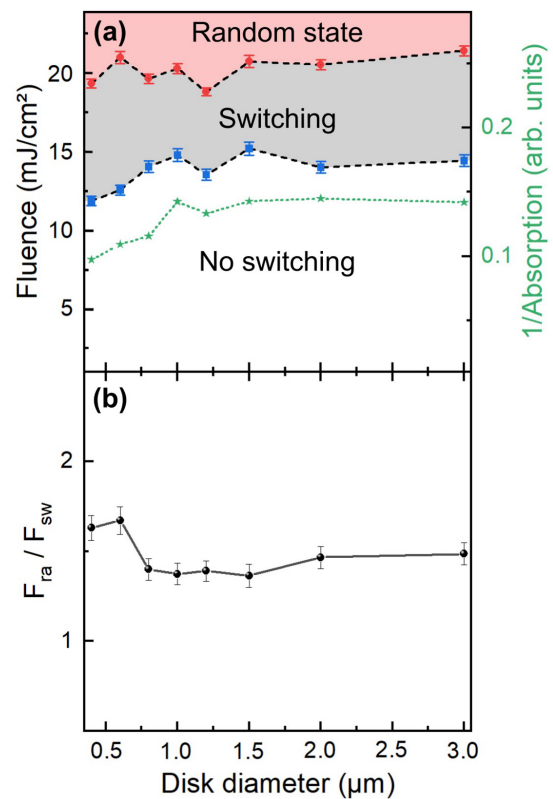 (a)
Random state
Switching
No switching
Fluence (mJ/cm²)
20
15
10
5
1/Absorption (arb. units)
0.2
0.1
(b)
F_ra / F_sw
2
1
0.5 1.0 1.5 2.0 2.5 3.0
Disk diameter (μm)